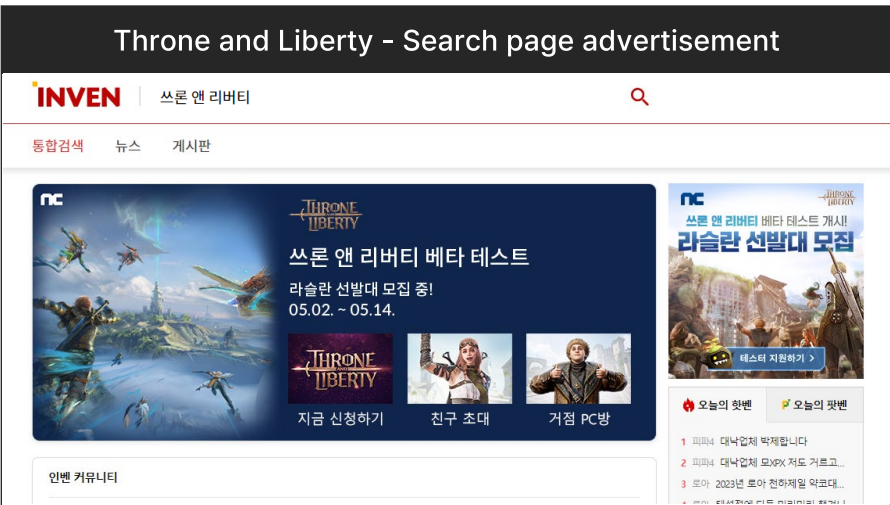 Throne and Liberty - Search page advertisement
INVEN
쓰론 앤 리버티
통합검색 뉴스 게시판
nc
THRONE
AND
LIBERTY
쓰론 앤 리버티 베타 테스트
라슬란 선발대 모집 중!
05.02. ~ 05.14.
THRONE
AND
LIBERTY
지금 신청하기 친구 초대 거점 PC방
nc
THRONE
LIBERTY
쓰론 앤 리버티 베타 테스트 개시!
라슬란 선발대 모집
테스터 지원하기 >
오늘의 핫벤 오늘의 팟벤
1 피파4 대낙업체 박제합니다
2 피파4 대낙업체 모XPX 저도 거르고...
3 로아 2023년 로아 천하제일 약코대...
인벤 커뮤니티